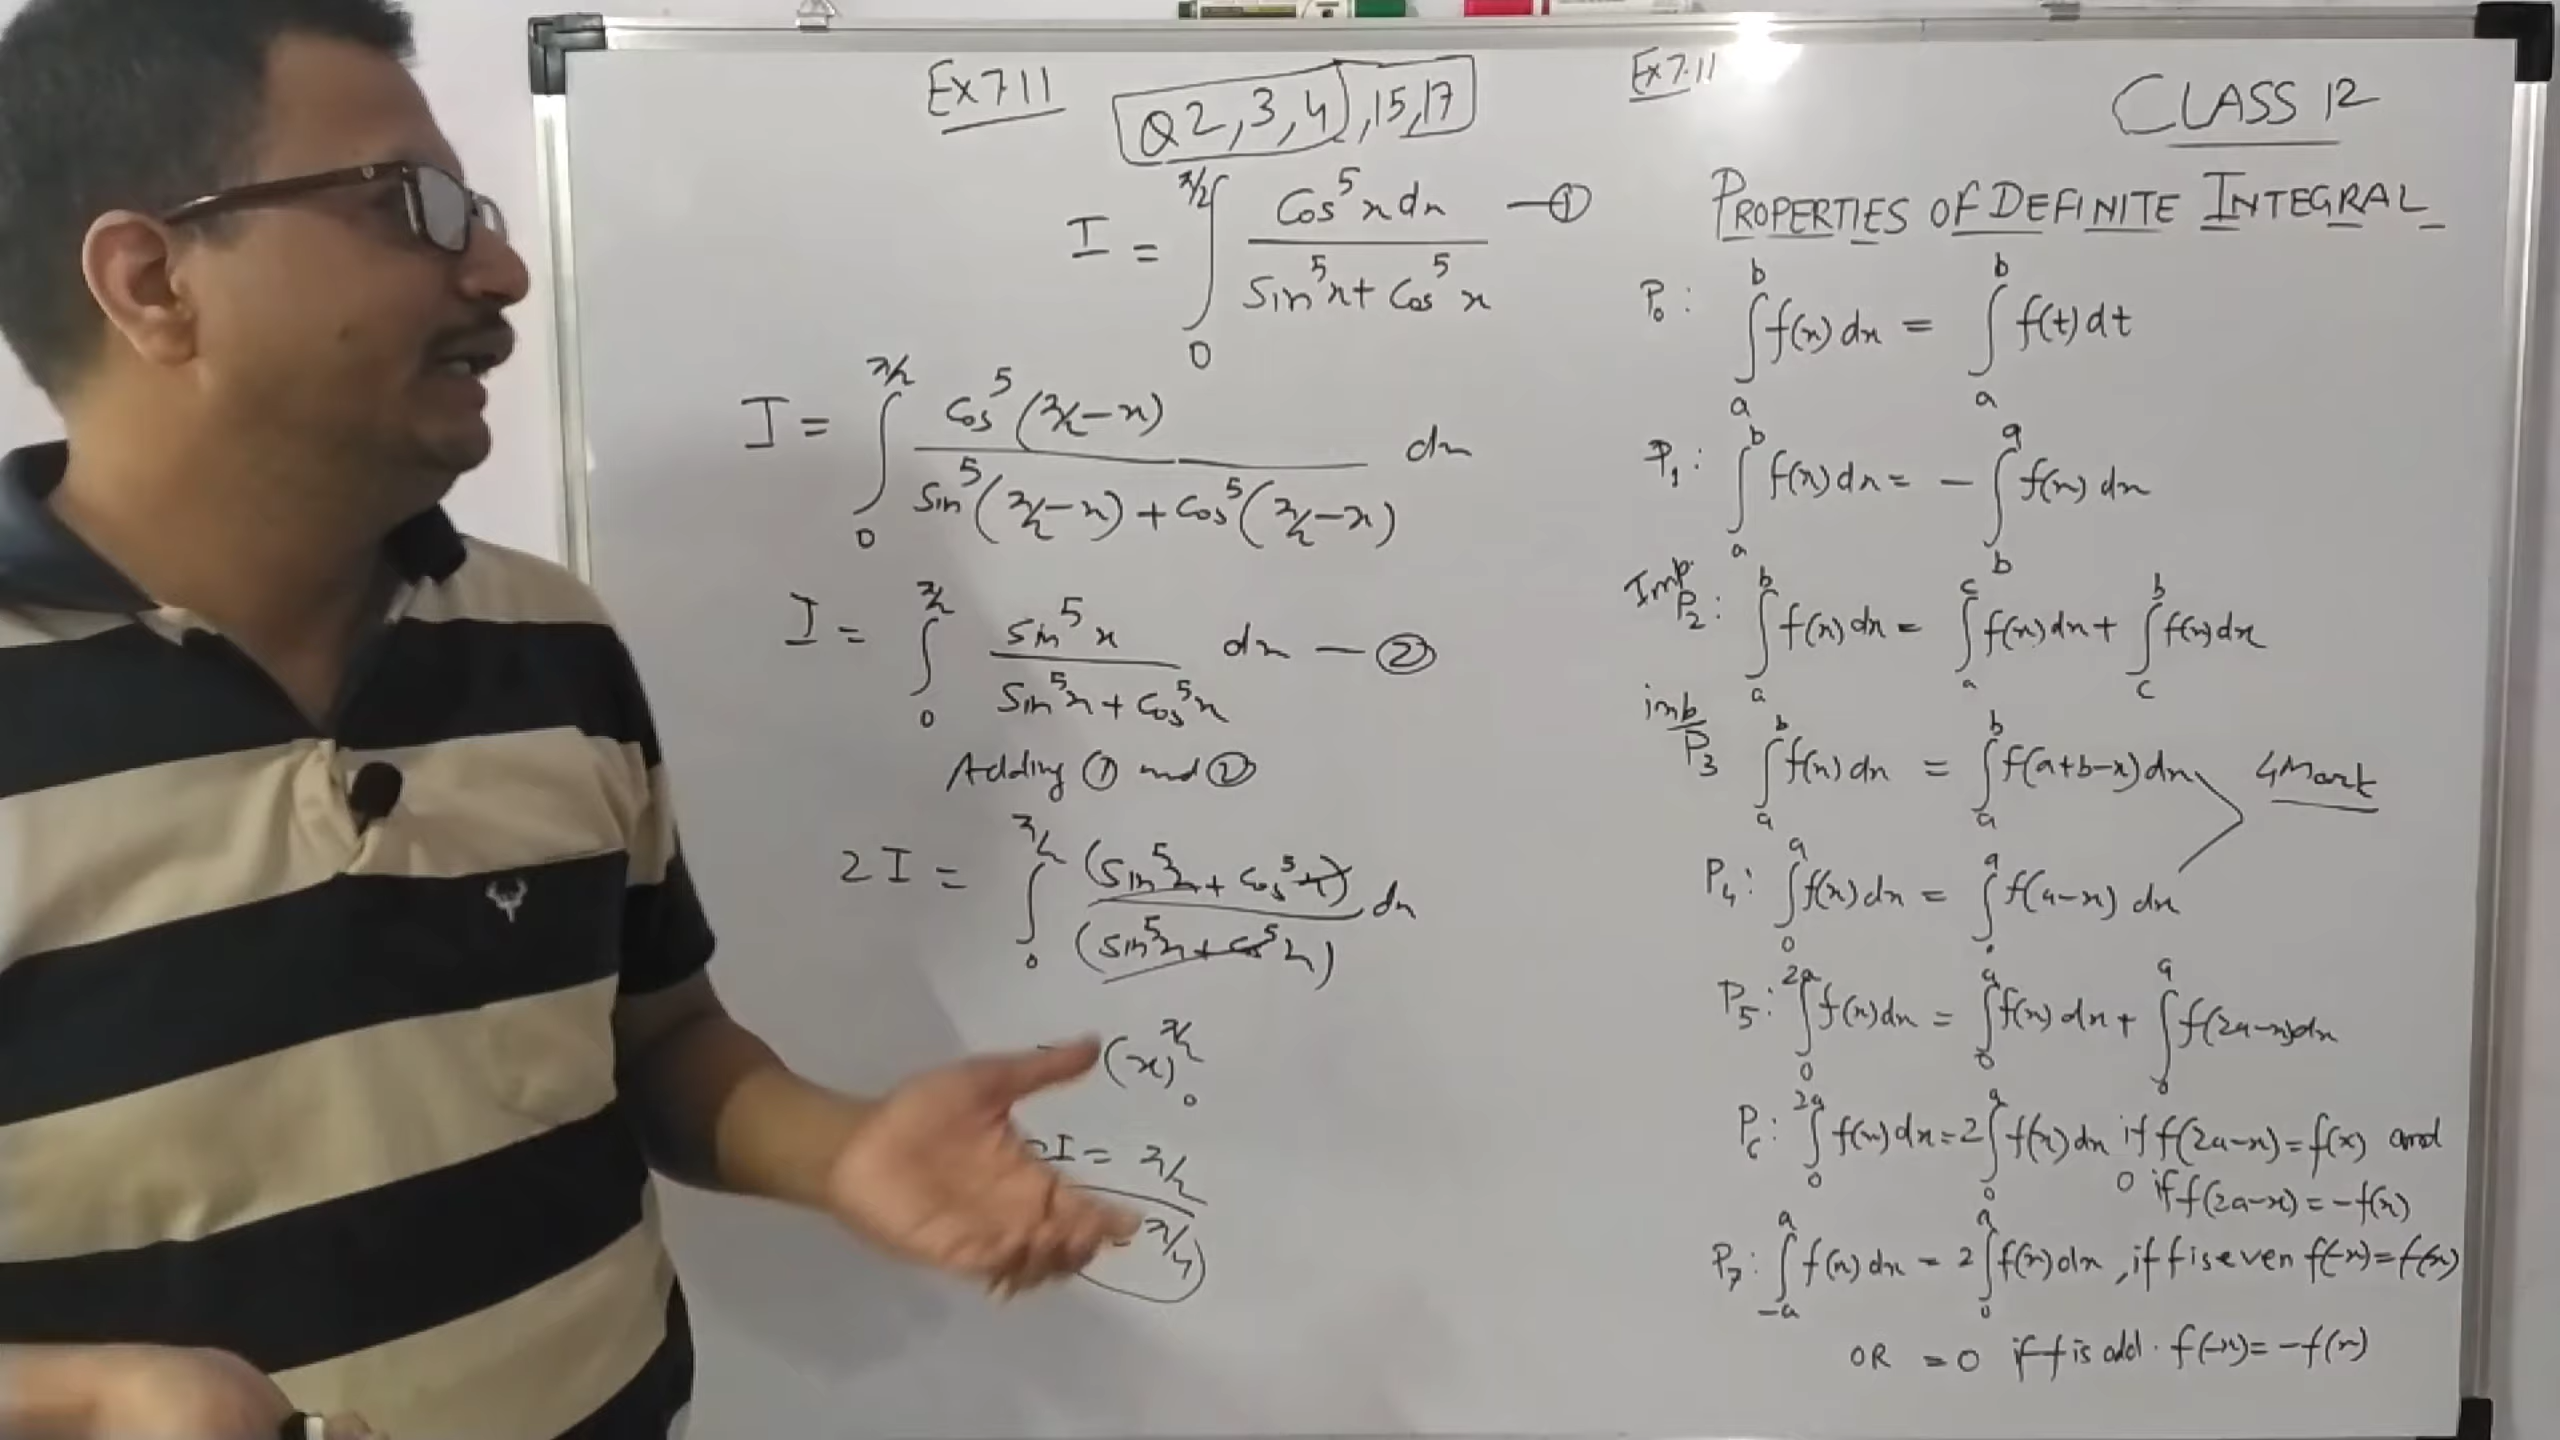 Ex 7.11
Q 2, 3, 4, 15, 17
I = ∫₀^(π/2) Cos⁵x dx / (Sin⁵x + Cos⁵x) — ①
I = ∫₀^(π/2) Cos⁵(π/2 − x) / (Sin⁵(π/2 − x) + Cos⁵(π/2 − x)) dx
I = ∫₀^(π/2) Sin⁵x / (Sin⁵x + Cos⁵x) dx — ②
Adding ① and ②
2I = ∫₀^(π/2) (Sin⁵x + Cos⁵x) / (Sin⁵x + Cos⁵x) dx
(x)₀^(π/2)
I = π/2
= π/4
Ex 7.11
CLASS 12
PROPERTIES OF DEFINITE INTEGRAL
P₀: ∫ₐᵇ f(x) dx = ∫ₐᵇ f(t) dt
P₁: ∫ₐᵇ f(x) dx = − ∫_b^a f(x) dx
Imp.
P₂: ∫ₐᵇ f(x) dx = ∫ₐᶜ f(x) dx + ∫_c^b f(x) dx
imp
P₃ ∫ₐᵇ f(x) dx = ∫ₐᵇ f(a+b−x) dx
4 Mark
P₄: ∫₀ᵃ f(x) dx = ∫₀ᵃ f(a−x) dx
P₅: ∫₀²ᵃ f(x) dx = ∫₀ᵃ f(x) dx + ∫₀ᵃ f(2a−x) dx
P₆: ∫₀²ᵃ f(x) dx = 2∫₀ᵃ f(x) dx if f(2a−x) = f(x) and
0 if f(2a−x) = −f(x)
P₇: ∫₋ₐᵃ f(x) dx = 2∫₀ᵃ f(x) dx, if f is even f(−x) = f(x)
OR = 0 if f is odd. f(−x) = −f(x)